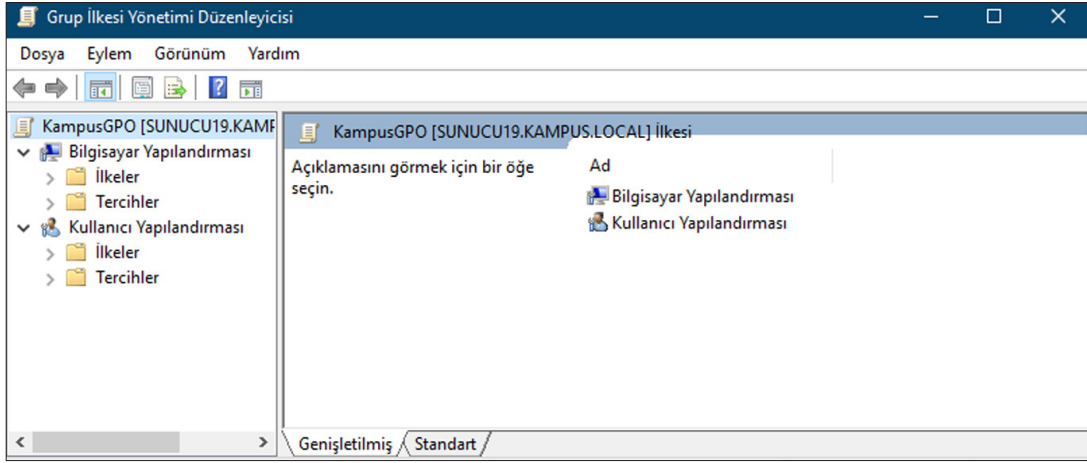 Grup İlkesi Yönetimi Düzenleyicisi
Dosya Eylem Görünüm Yardım
KampusGPO [SUNUCU19.KAMP
Bilgisayar Yapılandırması
İlkeler
Tercihler
Kullanıcı Yapılandırması
İlkeler
Tercihler
KampusGPO [SUNUCU19.KAMPUS.LOCAL] İlkesi
Açıklamasını görmek için bir öğe
seçin.
Ad
Bilgisayar Yapılandırması
Kullanıcı Yapılandırması
Genişletilmiş Standart